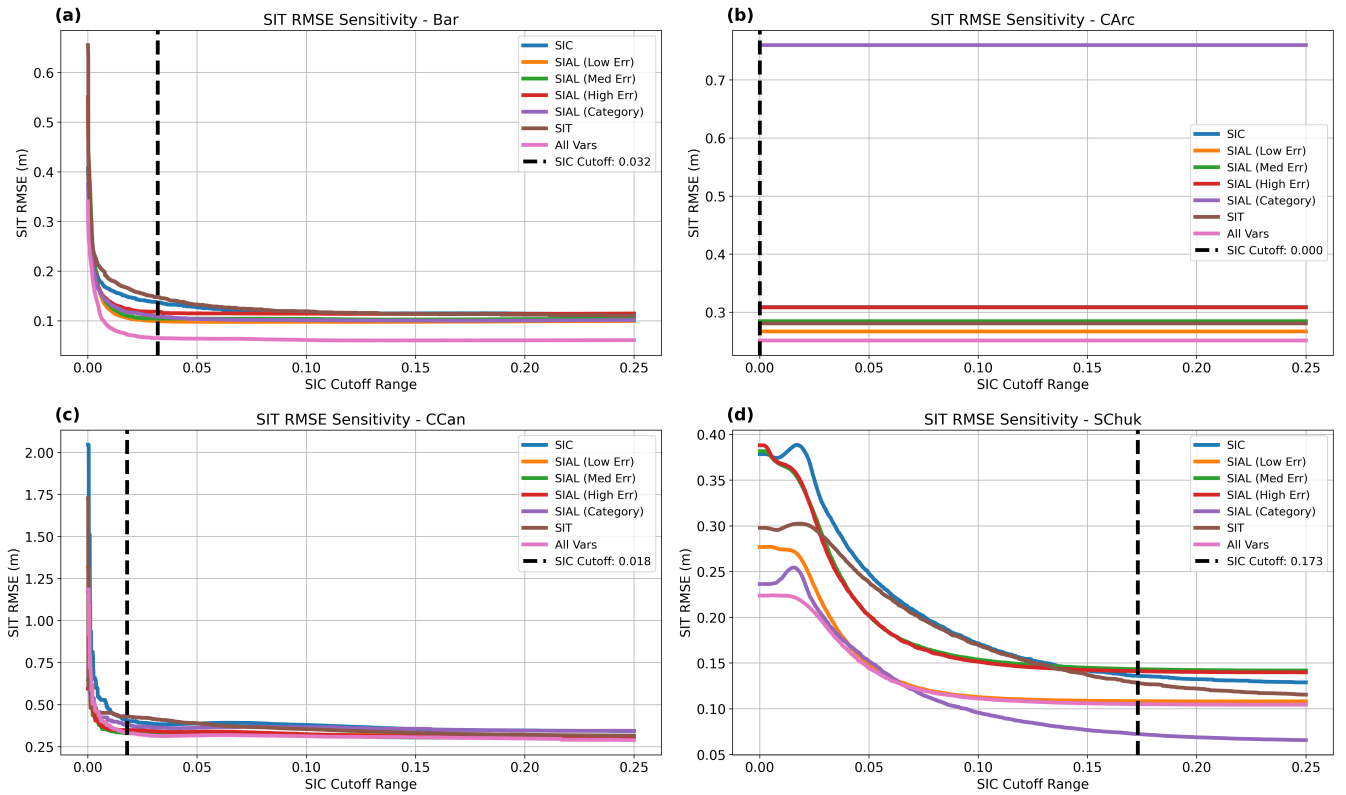 (a)
SIT RMSE Sensitivity - Bar
SIT RMSE (m)
0.6
0.5
0.4
0.3
0.2
0.1
0.00 0.05 0.10 0.15 0.20 0.25
SIC Cutoff Range
SIC
SIAL (Low Err)
SIAL (Med Err)
SIAL (High Err)
SIAL (Category)
SIT
All Vars
SIC Cutoff: 0.032
(b)
SIT RMSE Sensitivity - CArc
SIT RMSE (m)
0.7
0.6
0.5
0.4
0.3
0.00 0.05 0.10 0.15 0.20 0.25
SIC Cutoff Range
SIC
SIAL (Low Err)
SIAL (Med Err)
SIAL (High Err)
SIAL (Category)
SIT
All Vars
SIC Cutoff: 0.000
(c)
SIT RMSE Sensitivity - CCan
SIT RMSE (m)
2.00
1.75
1.50
1.25
1.00
0.75
0.50
0.25
0.00 0.05 0.10 0.15 0.20 0.25
SIC Cutoff Range
SIC
SIAL (Low Err)
SIAL (Med Err)
SIAL (High Err)
SIAL (Category)
SIT
All Vars
SIC Cutoff: 0.018
(d)
SIT RMSE Sensitivity - SChuk
SIT RMSE (m)
0.40
0.35
0.30
0.25
0.20
0.15
0.10
0.05
0.00 0.05 0.10 0.15 0.20 0.25
SIC Cutoff Range
SIC
SIAL (Low Err)
SIAL (Med Err)
SIAL (High Err)
SIAL (Category)
SIT
All Vars
SIC Cutoff: 0.173